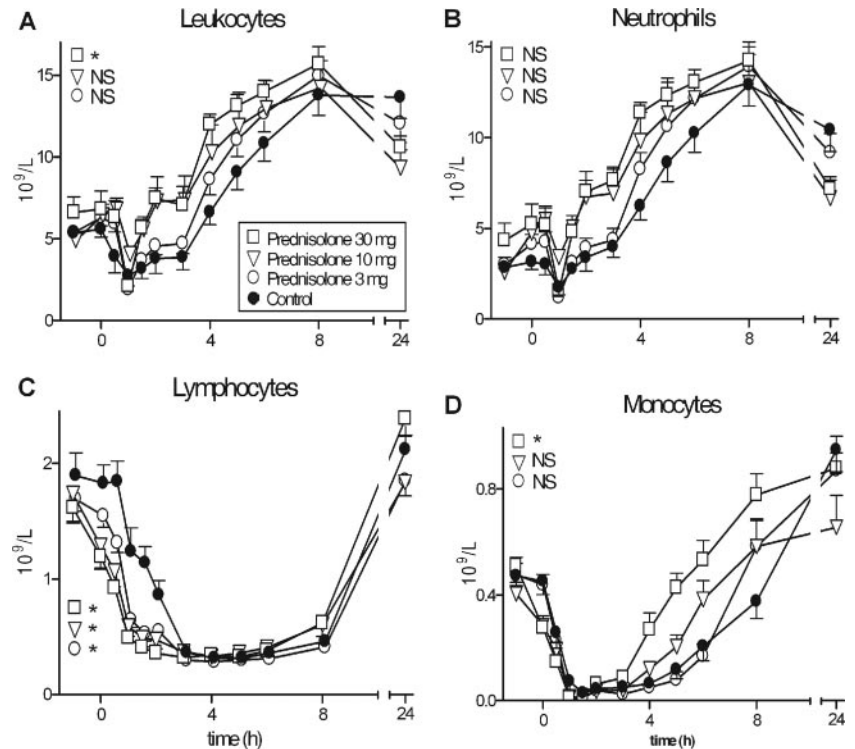 A
Leukocytes
*
NS
NS
15
10
5
0
10⁹/L
Prednisolone 30 mg
Prednisolone 10 mg
Prednisolone 3 mg
Control
0
4
8
24
B
Neutrophils
NS
NS
NS
15
10
5
0
10⁹/L
0
4
8
24
C
Lymphocytes
2
1
0
10⁹/L
*
*
*
0
4
8
24
time (h)
D
Monocytes
*
NS
NS
0.8
0.4
0.0
10⁹/L
0
4
8
24
time (h)